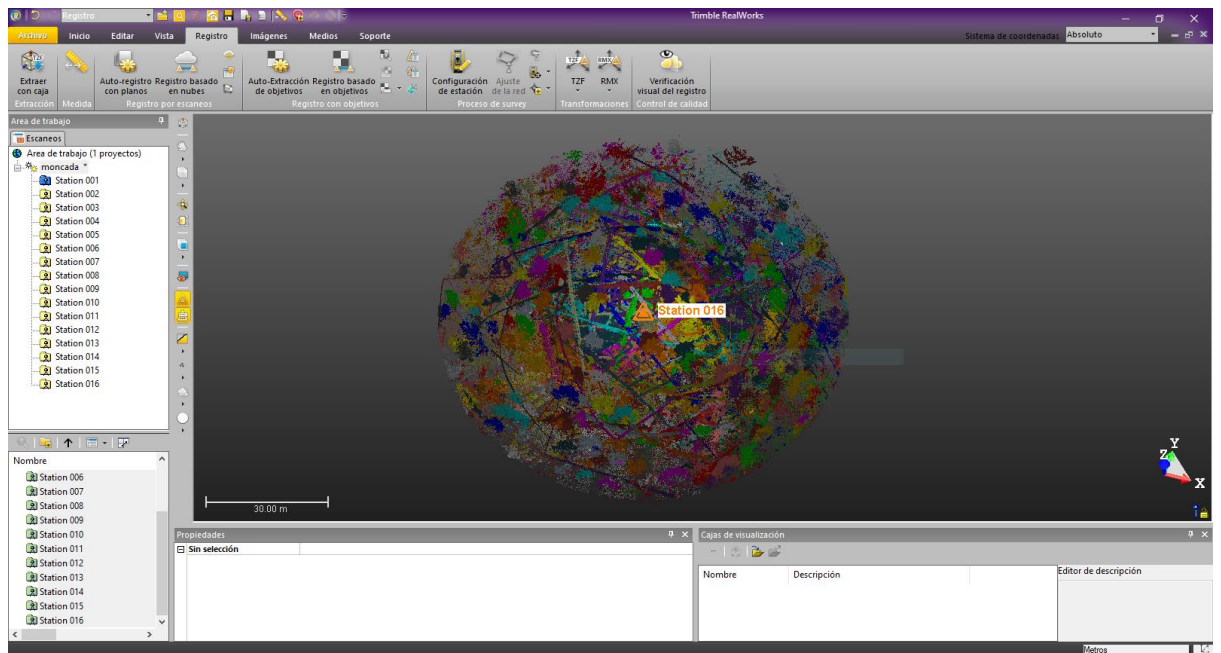 Registro
Trimble RealWorks
Archivo Inicio Editar Vista Registro Imágenes Medios Soporte
Sistema de coordenadas Absoluto
Extraer con caja
Auto-registro con planos
Registro basado en nubes
Auto-Extracción de objetivos
Registro basado en objetivos
Configuración de estación
Ajuste de la red
TZF
RMX
Verificación visual del registro
Extracción Medida Registro por escaneos Registro con objetivos Proceso de survey Transformaciones Control de calidad
Area de trabajo
Escaneos
Area de trabajo (1 proyectos)
moncada *
Station 001
Station 002
Station 003
Station 004
Station 005
Station 006
Station 007
Station 008
Station 009
Station 010
Station 011
Station 012
Station 013
Station 014
Station 015
Station 016
Nombre
Station 006
Station 007
Station 008
Station 009
Station 010
Station 011
Station 012
Station 013
Station 014
Station 015
Station 016
Station 016
30.00 m
Y
Z
X
Propiedades
Sin selección
Cajas de visualización
Nombre Descripción
Editor de descripción
Metros